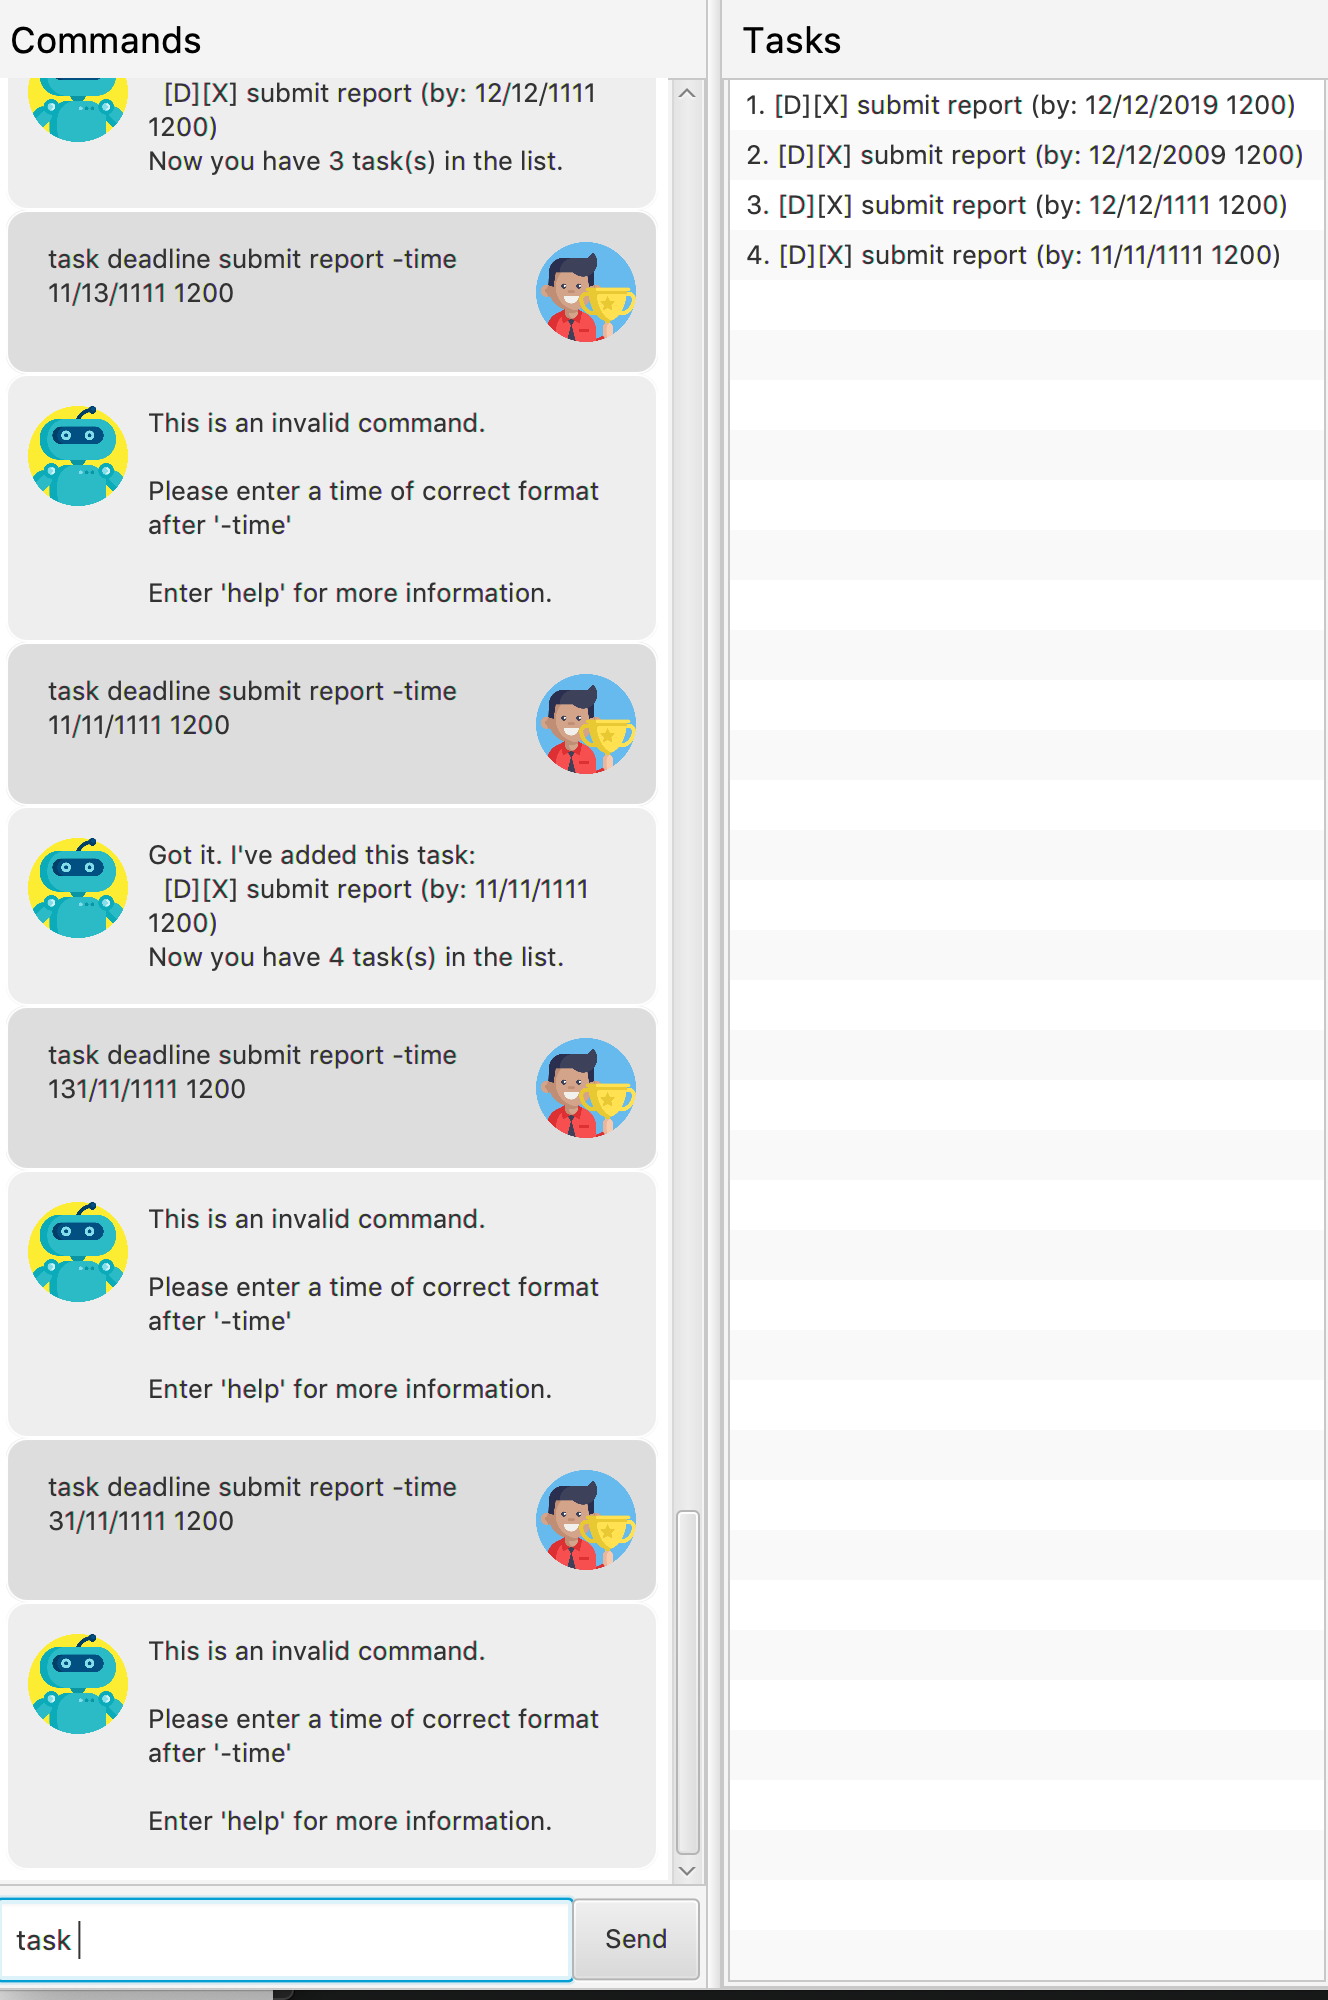 Commands
[D][X] submit report (by: 12/12/1111
1200)
Now you have 3 task(s) in the list.
task deadline submit report -time
11/13/1111 1200
This is an invalid command.
Please enter a time of correct format
after '-time'
Enter 'help' for more information.
task deadline submit report -time
11/11/1111 1200
Got it. I've added this task:
[D][X] submit report (by: 11/11/1111
1200)
Now you have 4 task(s) in the list.
task deadline submit report -time
131/11/1111 1200
This is an invalid command.
Please enter a time of correct format
after '-time'
Enter 'help' for more information.
task deadline submit report -time
31/11/1111 1200
This is an invalid command.
Please enter a time of correct format
after '-time'
Enter 'help' for more information.
task
Send
Tasks
1. [D][X] submit report (by: 12/12/2019 1200)
2. [D][X] submit report (by: 12/12/2009 1200)
3. [D][X] submit report (by: 12/12/1111 1200)
4. [D][X] submit report (by: 11/11/1111 1200)